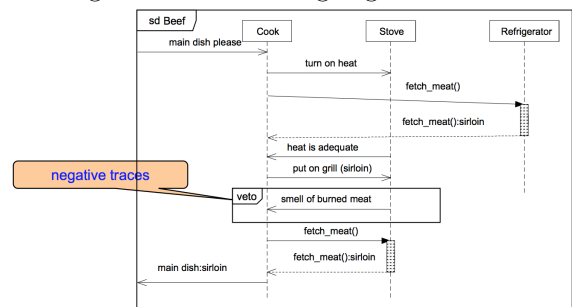 sd Beef
Cook
Stove
Refrigerator
main dish please
turn on heat
fetch_meat()
fetch_meat():sirloin
heat is adequate
put on grill (sirloin)
negative traces
veto
smell of burned meat
fetch_meat()
fetch_meat():sirloin
main dish:sirloin